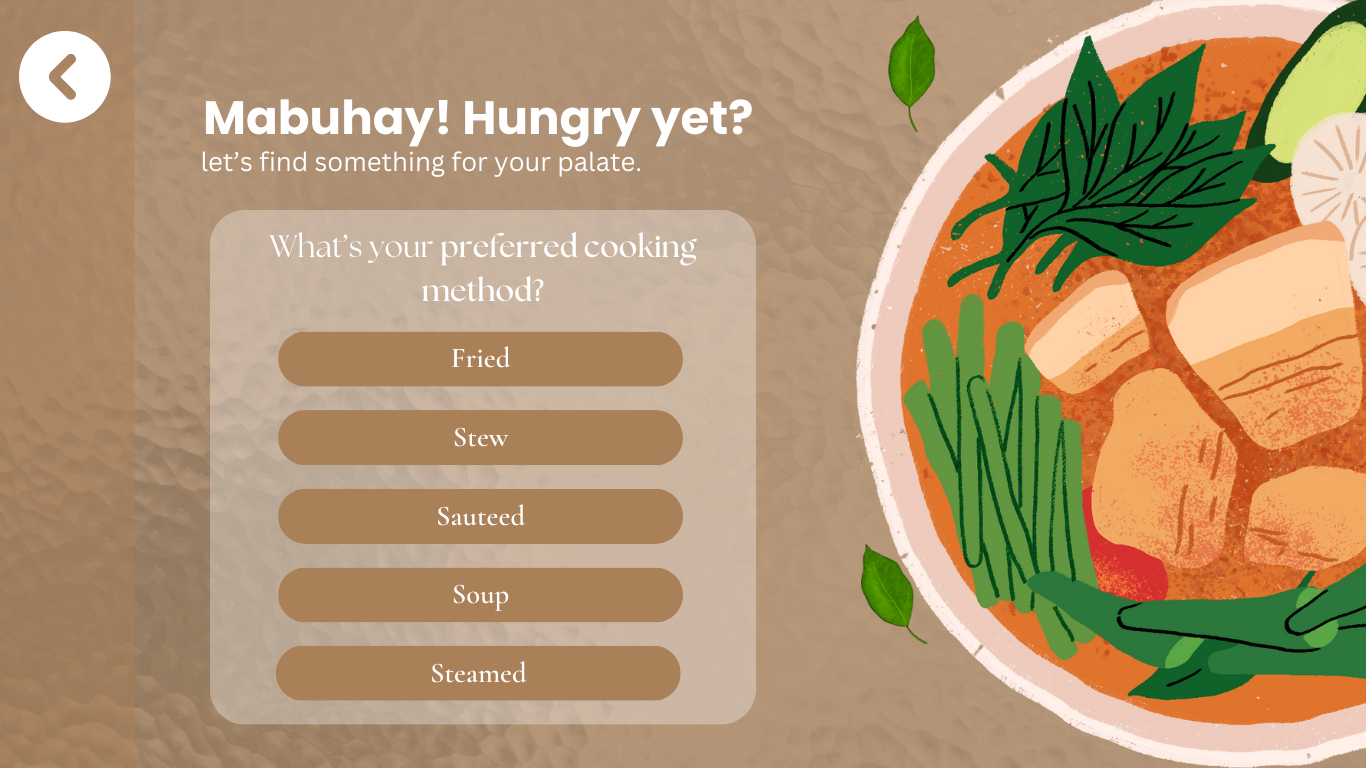 Mabuhay! Hungry yet?
let's find something for your palate.
What's your preferred cooking
method?
Fried
Stew
Sauteed
Soup
Steamed